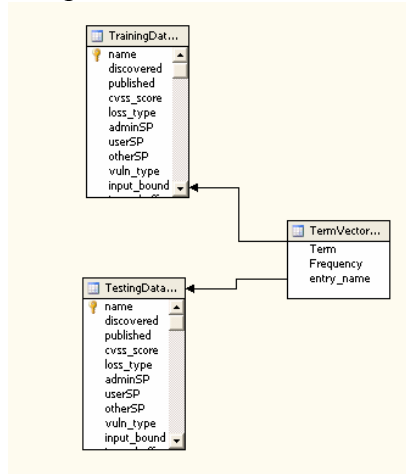 TrainingDat...
name
discovered
published
cvss_score
loss_type
adminSP
userSP
otherSP
vuln_type
input_bound
TermVector...
Term
Frequency
entry_name
TestingData...
name
discovered
published
cvss_score
loss_type
adminSP
userSP
otherSP
vuln_type
input_bound